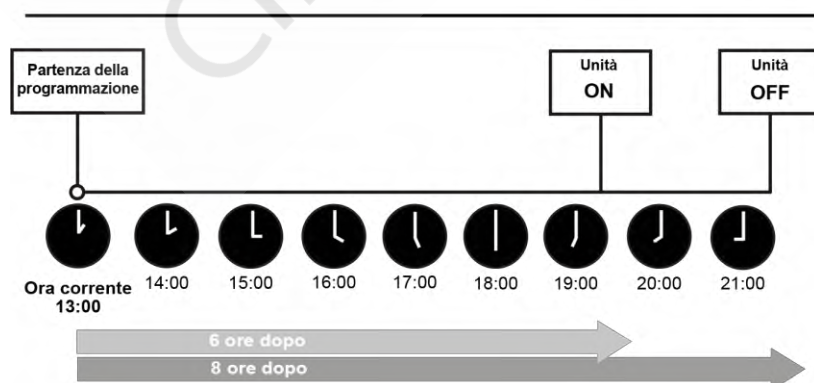 Partenza della
programmazione
Unità
ON
Unità
OFF
Ora corrente
13:00
14:00
15:00
16:00
17:00
18:00
19:00
20:00
21:00
6 ore dopo
8 ore dopo